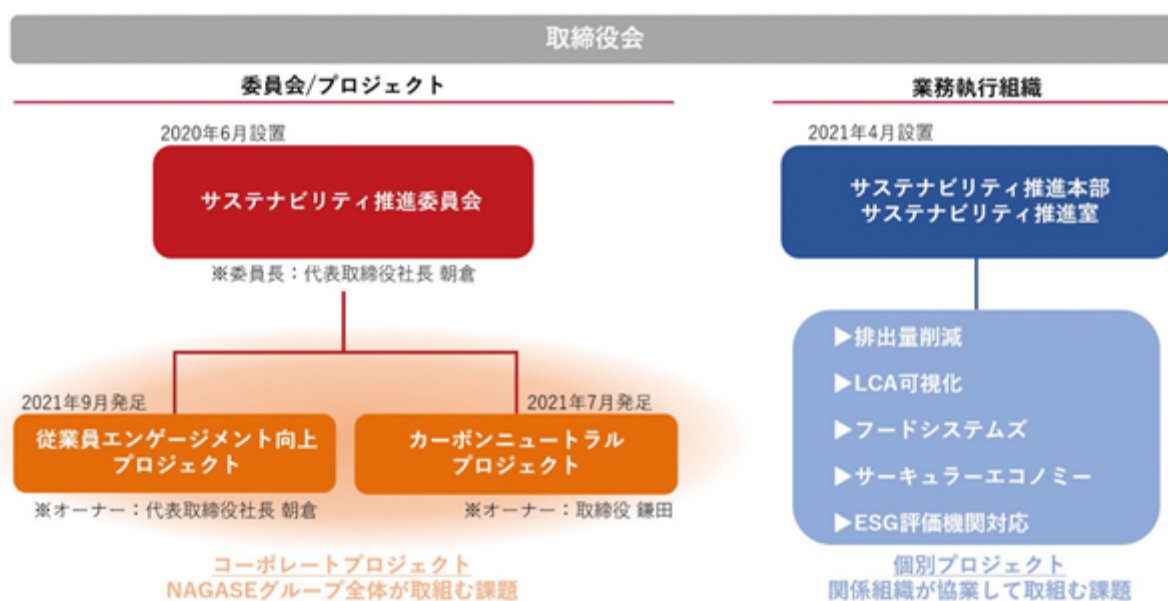 取締役会
委員会/プロジェクト
2020年6月設置
サステナビリティ推進委員会
※委員長：代表取締役社長 朝倉
2021年9月発足
従業員エンゲージメント向上
プロジェクト
※オーナー：代表取締役社長 朝倉
2021年7月発足
カーボンニュートラル
プロジェクト
※オーナー：取締役 鎌田
コーポレートプロジェクト
NAGASEグループ全体が取組む課題
業務執行組織
2021年4月設置
サステナビリティ推進本部
サステナビリティ推進室
▶排出量削減
▶LCA可視化
▶フードシステムズ
▶サーキュラーエコノミー
▶ESG評価機関対応
個別プロジェクト
関係組織が協業して取組む課題